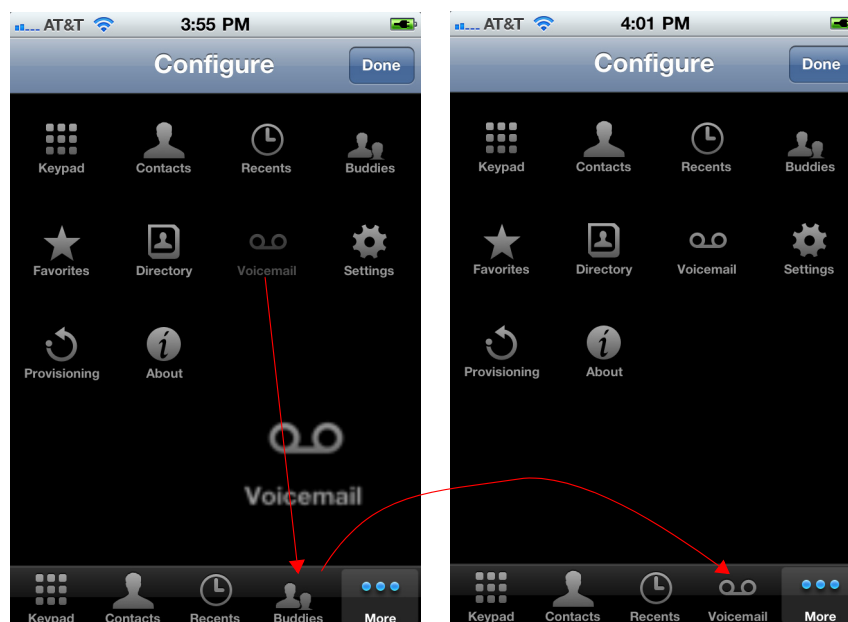 AT&T 3:55 PM
Configure Done
Keypad Contacts Recents Buddies
Favorites Directory Voicemail Settings
Provisioning About
Voicemail
Keypad Contacts Recents Buddies More
AT&T 4:01 PM
Configure Done
Keypad Contacts Recents Buddies
Favorites Directory Voicemail Settings
Provisioning About
Keypad Contacts Recents Voicemail More